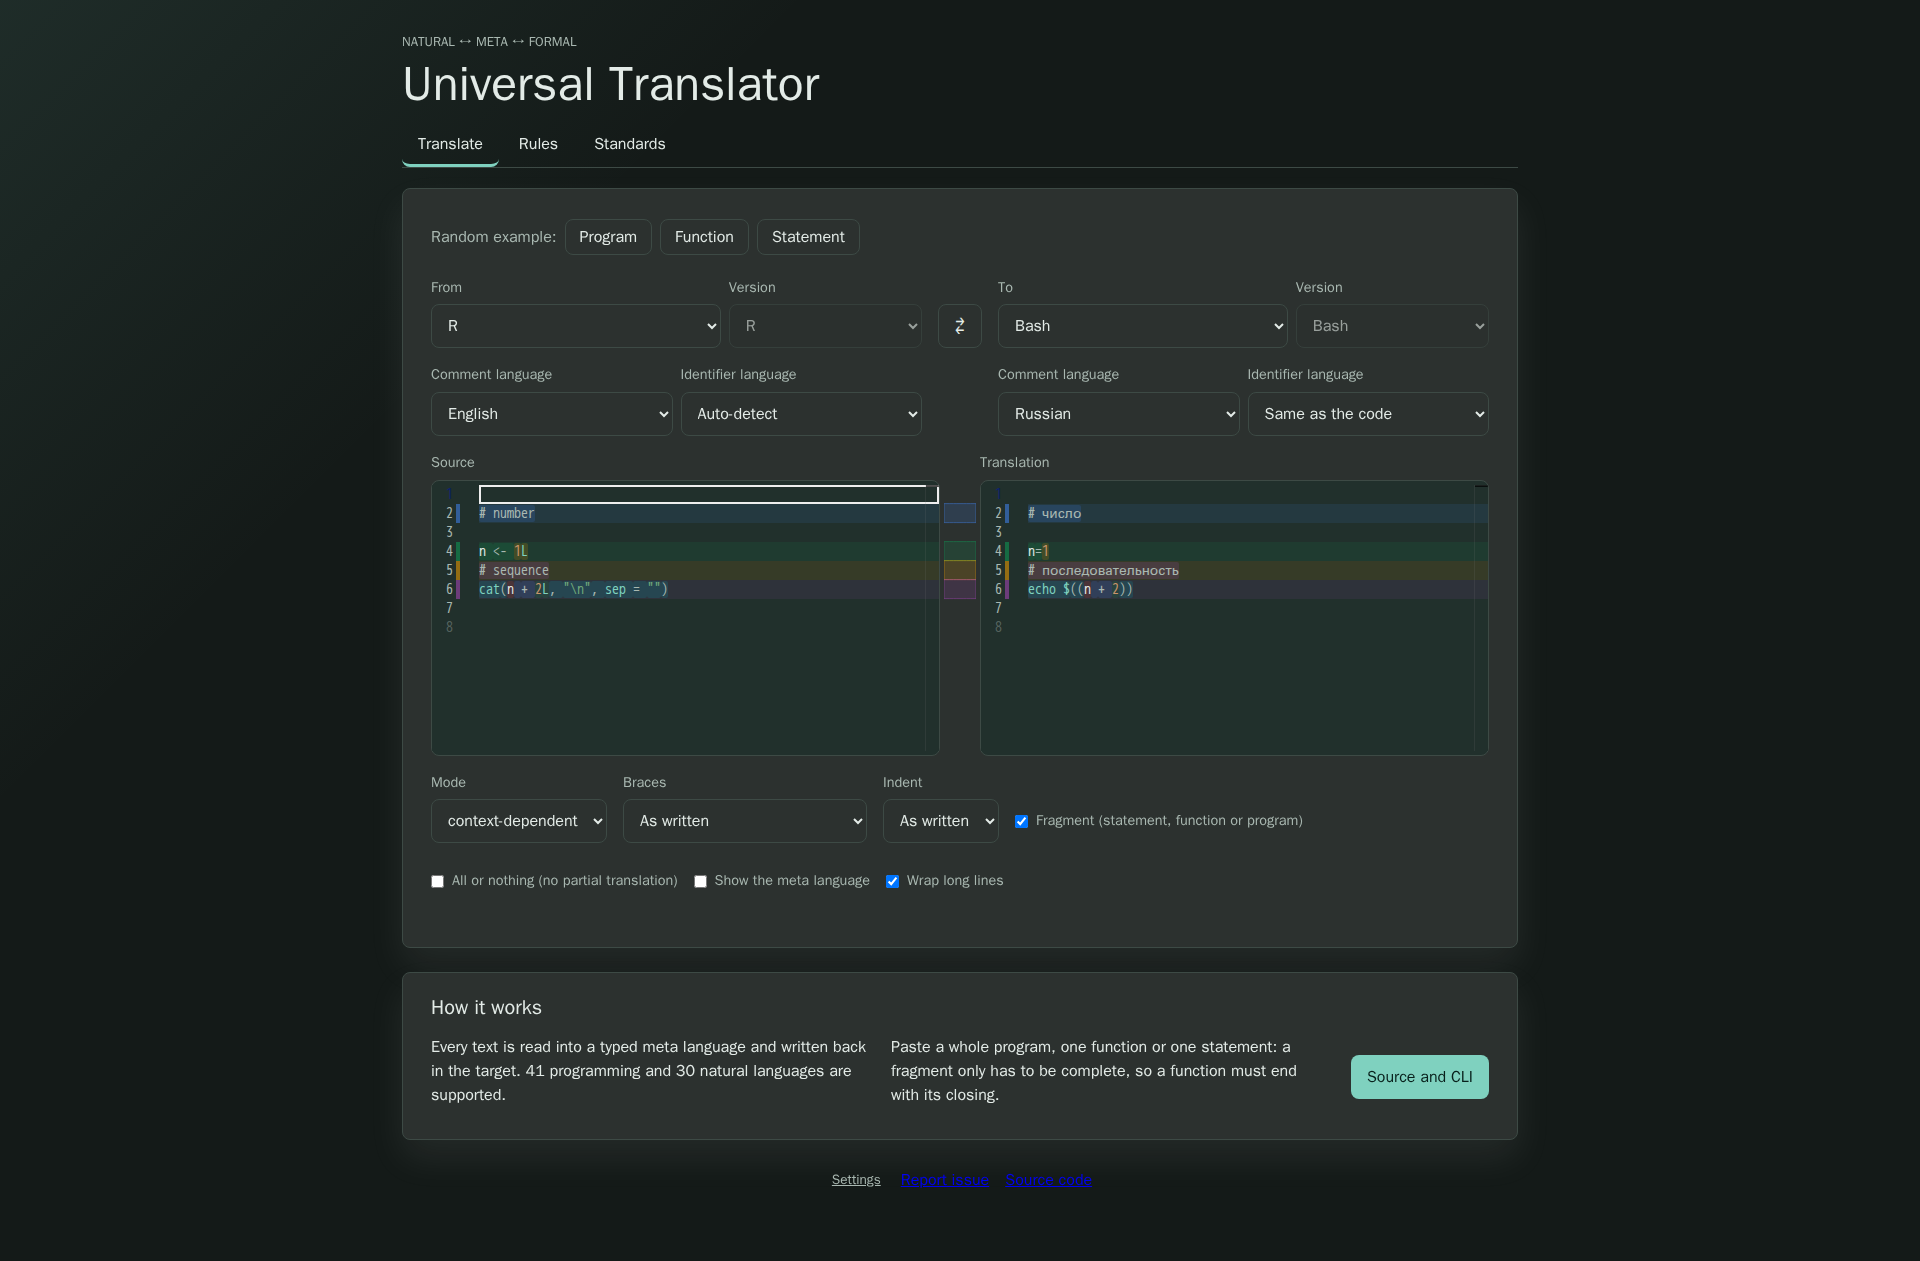 NATURAL ↔ META ↔ FORMAL
Universal Translator
Translate Rules Standards
Random example: Program Function Statement
From Version To Version
R R Bash Bash
Comment language Identifier language Comment language Identifier language
English Auto-detect Russian Same as the code
Source Translation
1 1
2 # number 2 # число
3 3
4 n <- 1L 4 n=1
5 # sequence 5 # последовательность
6 cat(n + 2L, "\n", sep = "") 6 echo $((n + 2))
7 7
8 8
Mode Braces Indent
context-dependent As written As written Fragment (statement, function or program)
All or nothing (no partial translation) Show the meta language Wrap long lines
How it works
Every text is read into a typed meta language and written back
in the target. 41 programming and 30 natural languages are
supported.
Paste a whole program, one function or one statement: a
fragment only has to be complete, so a function must end
with its closing.
Source and CLI
Settings Report issue Source code